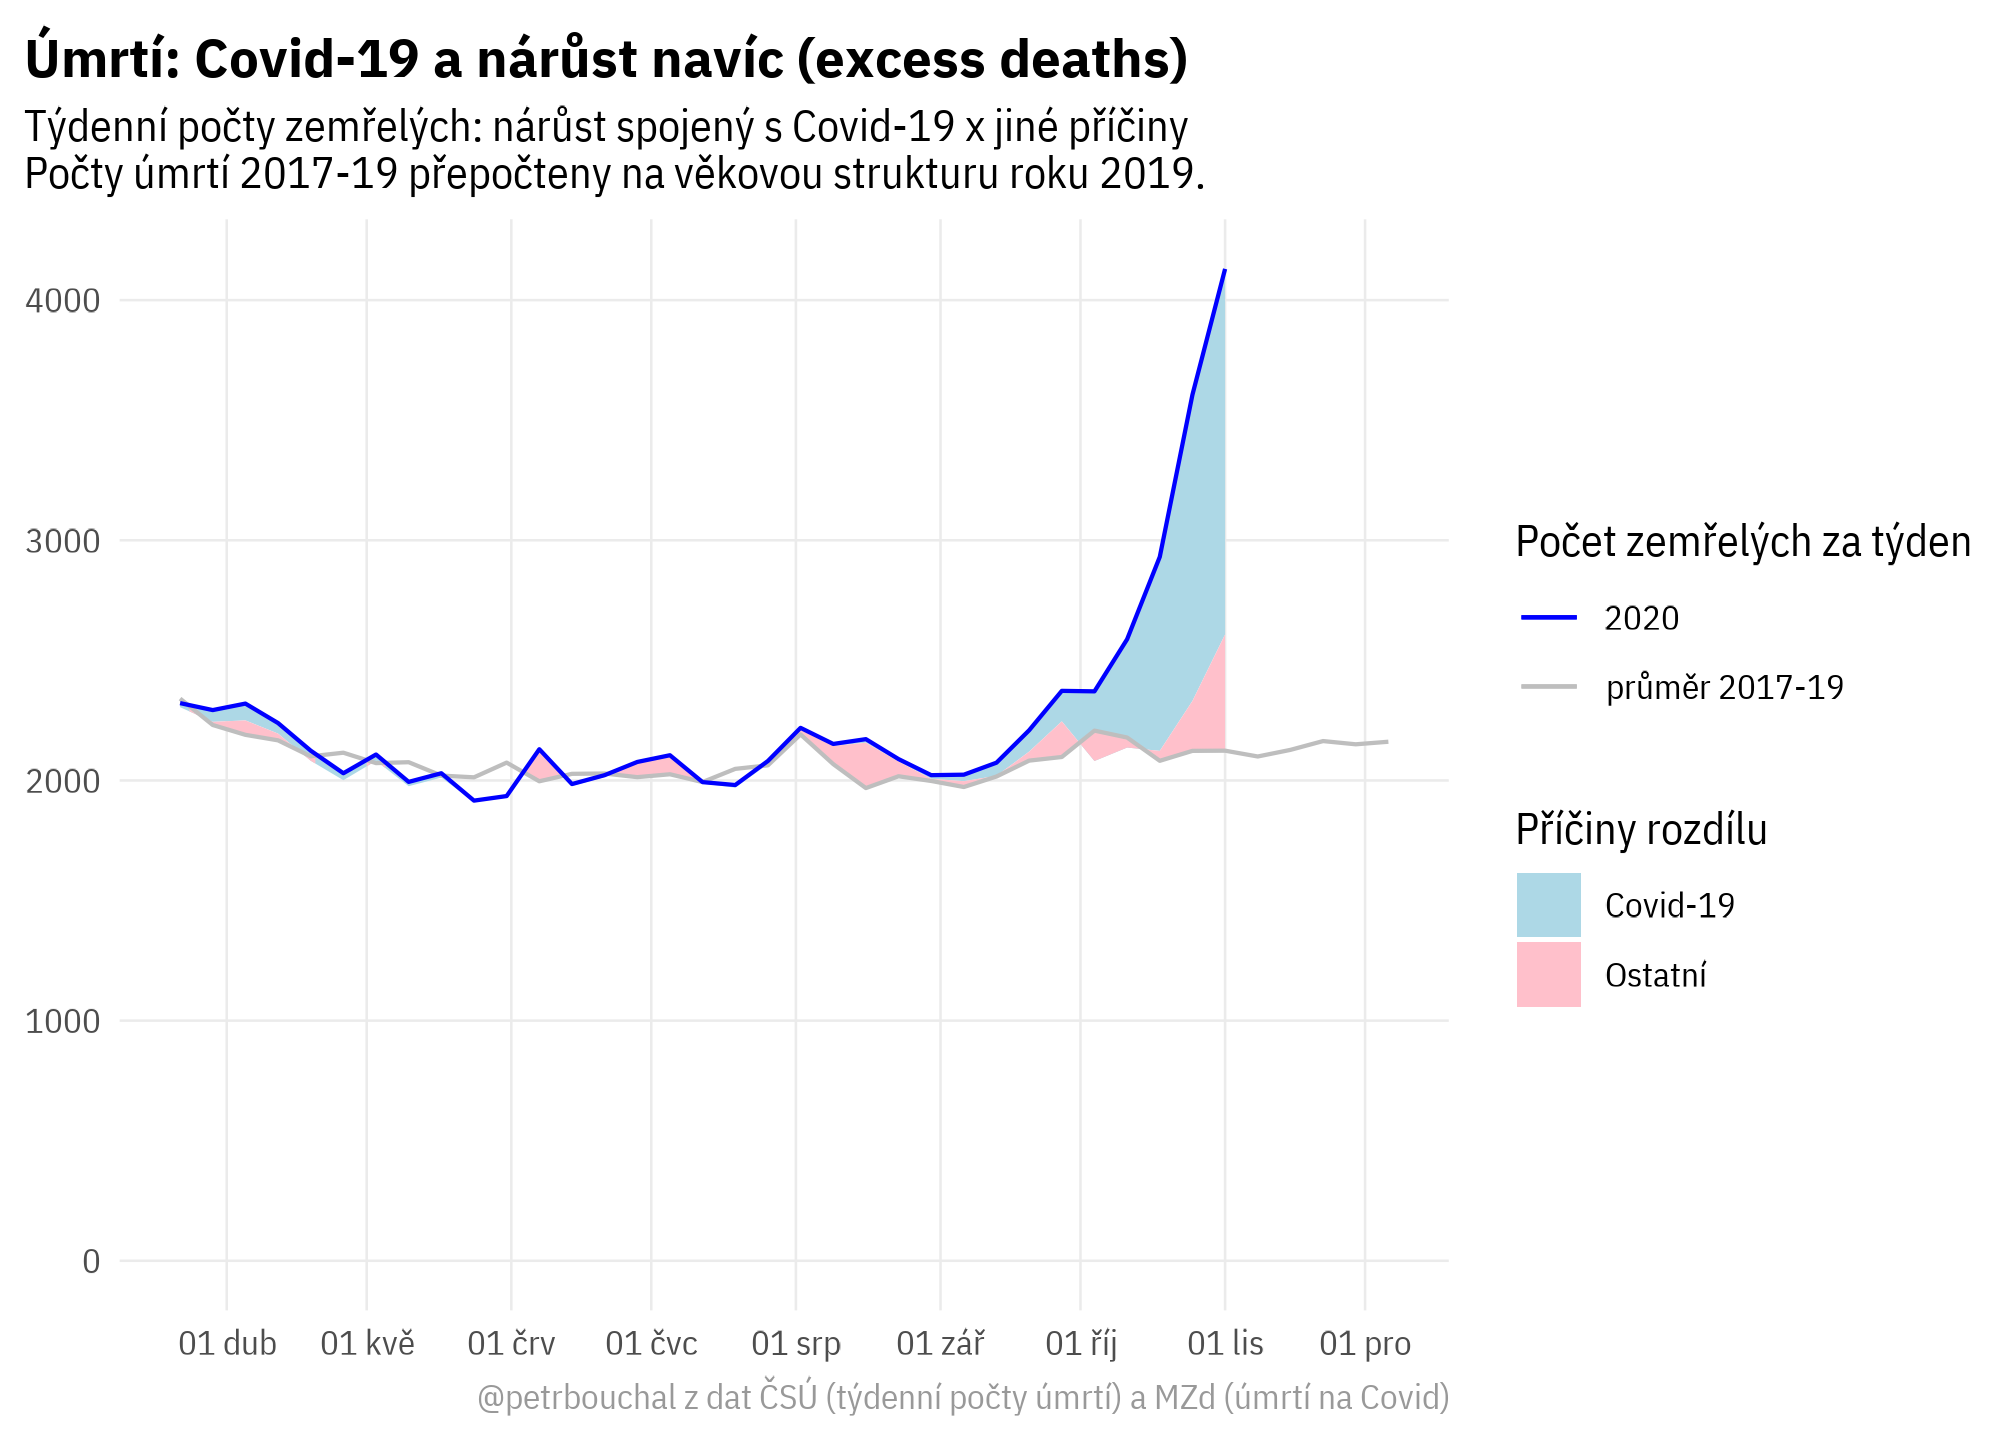 Úmrtí: Covid-19 a nárůst navíc (excess deaths)
Týdenní počty zemřelých: nárůst spojený s Covid-19 x jiné příčiny
Počty úmrtí 2017-19 přepočteny na věkovou strukturu roku 2019.
4000
3000
2000
1000
0
01 dub
01 kvě
01 črv
01 čvc
01 srp
01 zář
01 říj
01 lis
01 pro
Počet zemřelých za týden
2020
průměr 2017-19
Příčiny rozdílu
Covid-19
Ostatní
@petrbouchal z dat ČSÚ (týdenní počty úmrtí) a MZd (úmrtí na Covid)